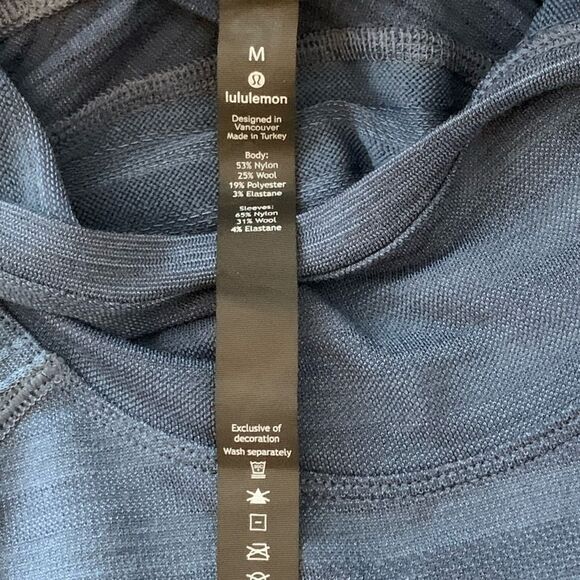 M
lululemon
Designed in
Vancouver
Made in Turkey
Body:
53% Nylon
25% Wool
19% Polyester
3% Elastane
Sleeves:
65% Nylon
31% Wool
4% Elastane
Exclusive of
decoration
Wash separately